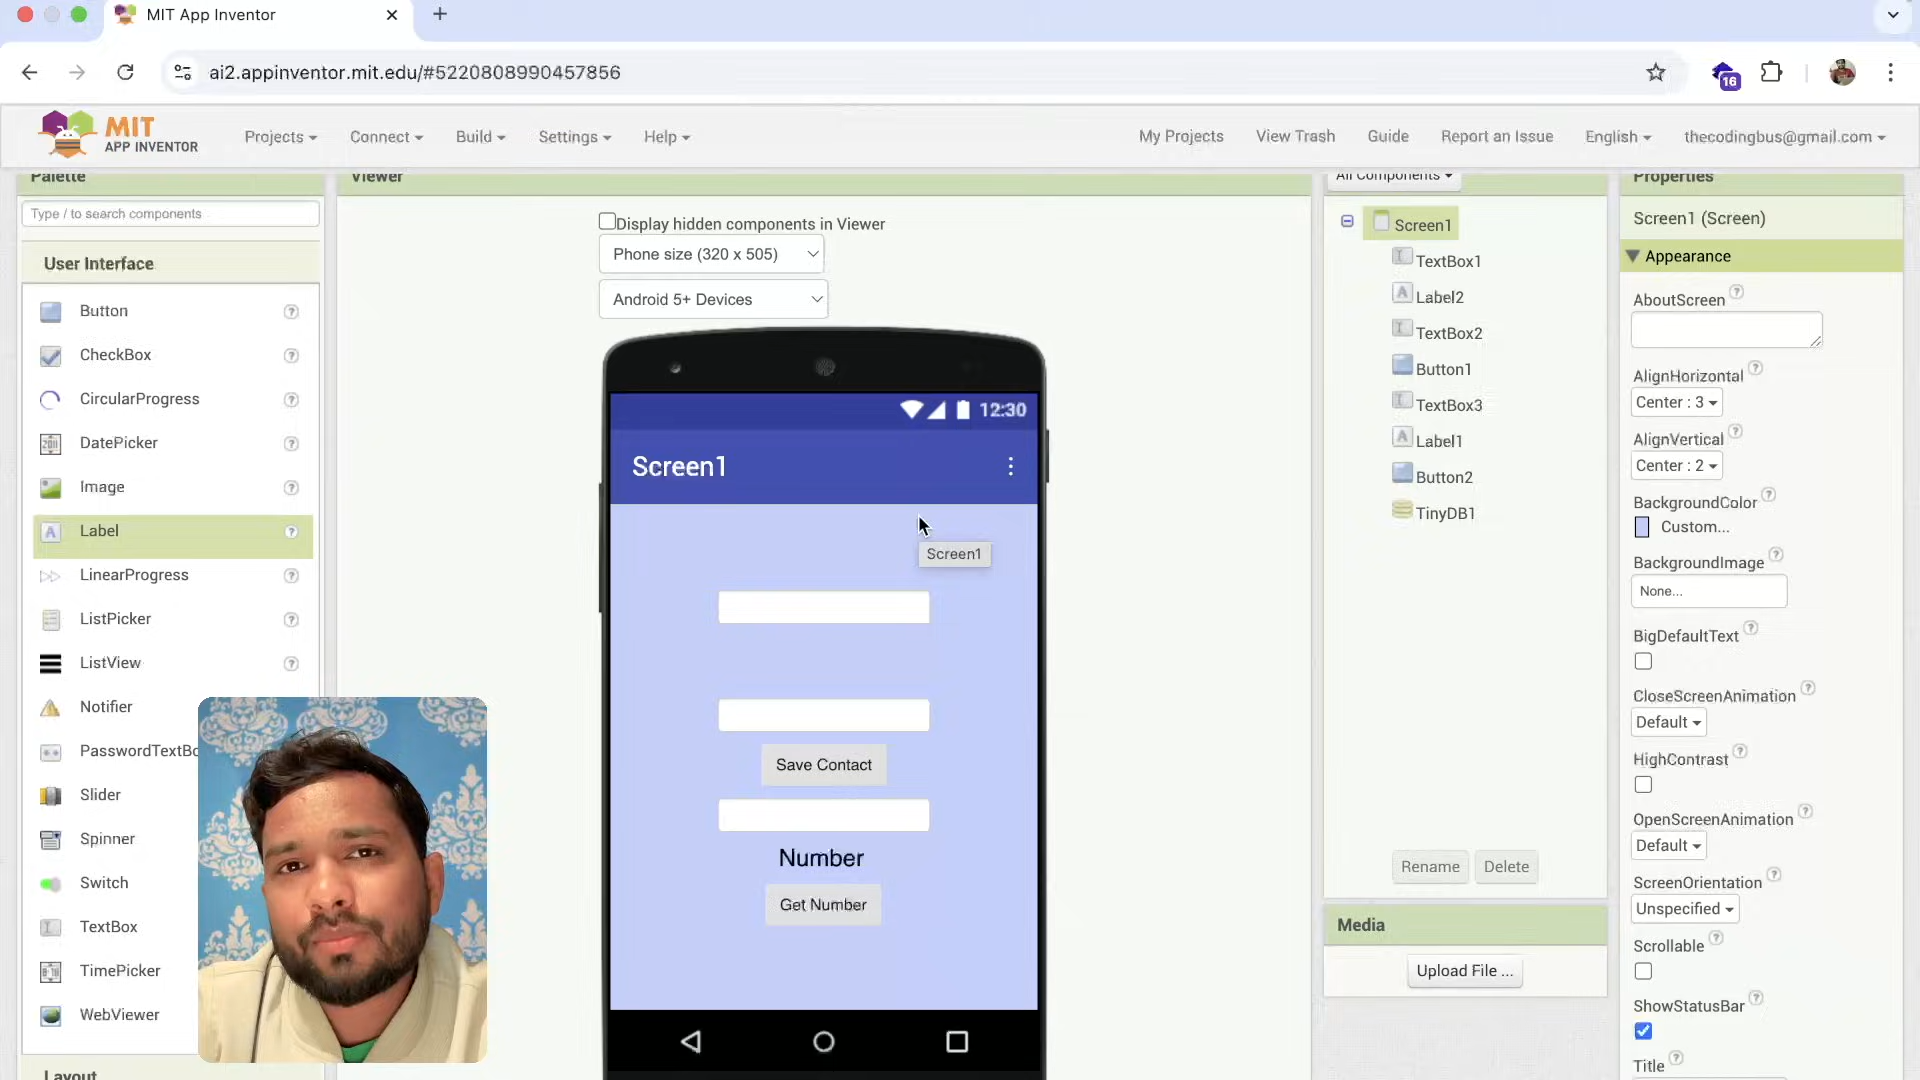 MIT App Inventor
ai2.appinventor.mit.edu/#5220808990457856
16
MIT
APP INVENTOR
Projects
Connect
Build
Settings
Help
My Projects
View Trash
Guide
Report an Issue
English
thecodingbus@gmail.com
Palette
Type / to search components
User Interface
Button
CheckBox
CircularProgress
DatePicker
Image
Label
LinearProgress
ListPicker
ListView
Notifier
PasswordTextBo
Slider
Spinner
Switch
TextBox
TimePicker
WebViewer
Layout
Viewer
Display hidden components in Viewer
Phone size (320 x 505)
Android 5+ Devices
12:30
Screen1
Screen1
Save Contact
Number
Get Number
All Components
Screen1
TextBox1
Label2
TextBox2
Button1
TextBox3
Label1
Button2
TinyDB1
Rename
Delete
Media
Upload File ...
Properties
Screen1 (Screen)
Appearance
AboutScreen
AlignHorizontal
Center : 3
AlignVertical
Center : 2
BackgroundColor
Custom...
BackgroundImage
None...
BigDefaultText
CloseScreenAnimation
Default
HighContrast
OpenScreenAnimation
Default
ScreenOrientation
Unspecified
Scrollable
ShowStatusBar
Title